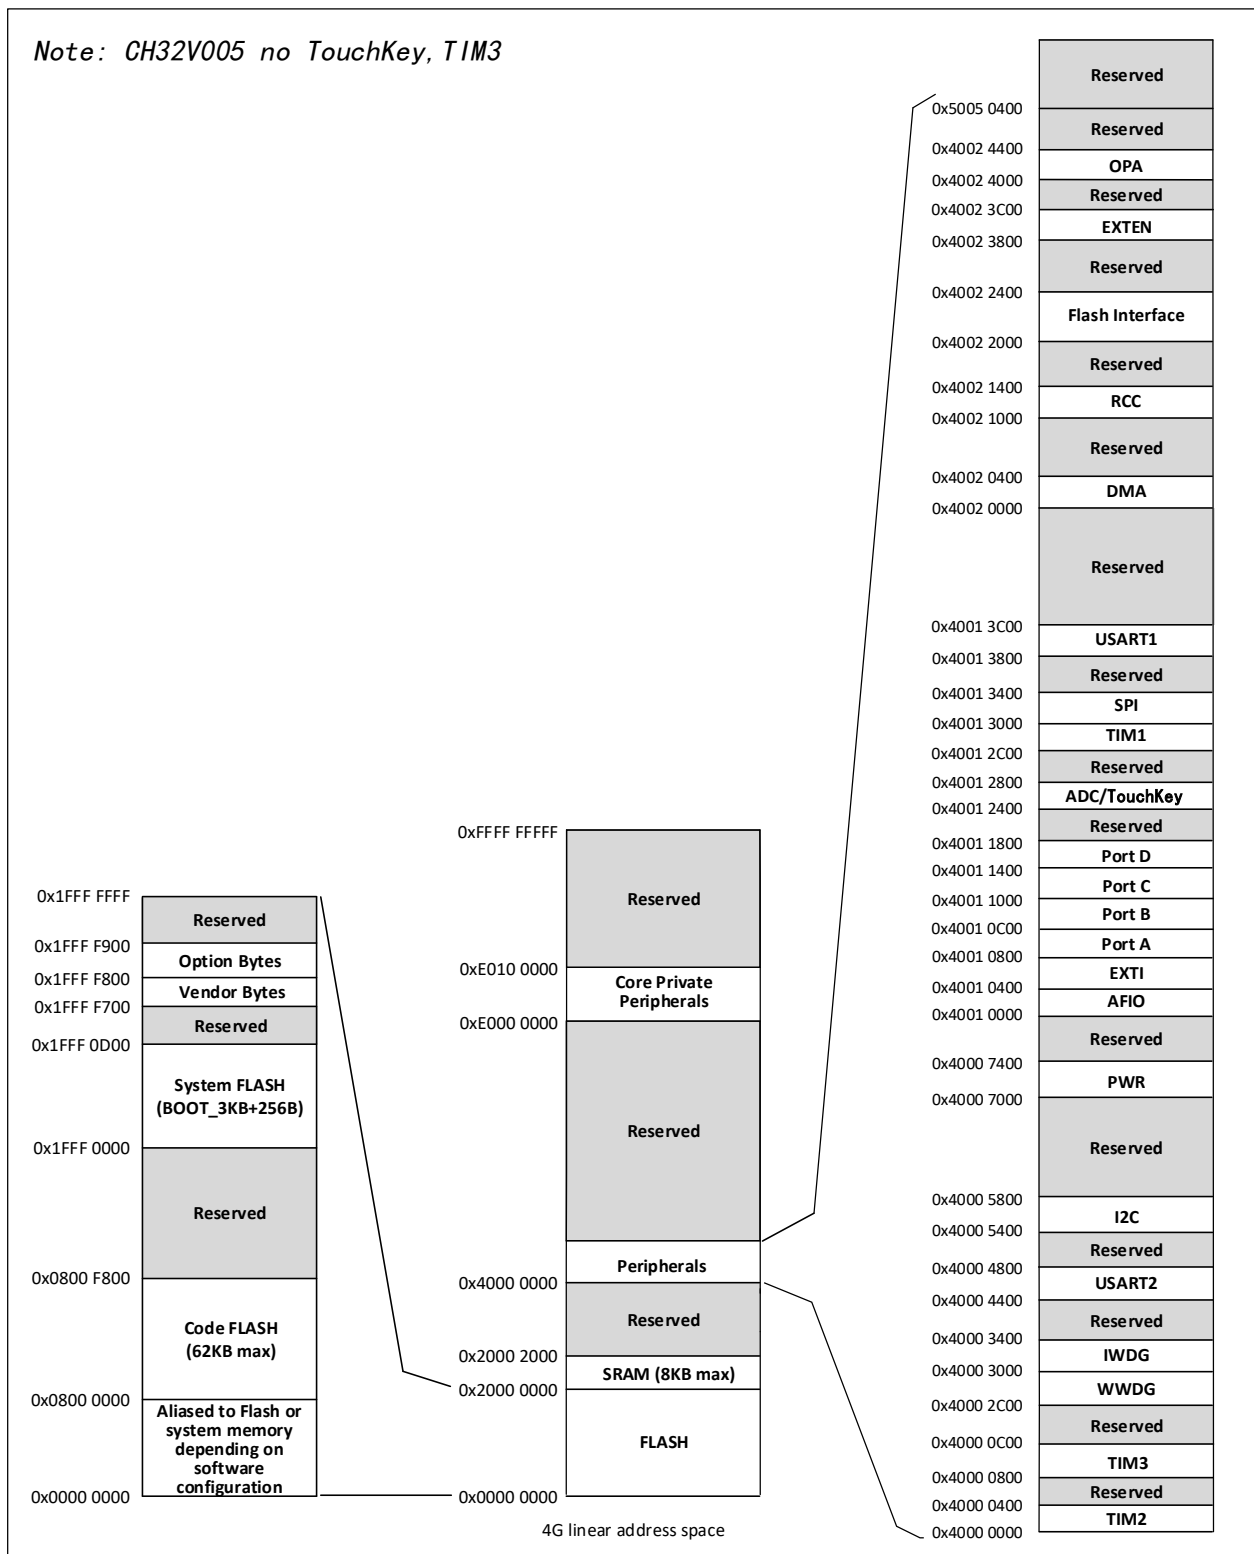 Note: CH32V005 no TouchKey, TIM3
0x1FFF FFFF
Reserved
0x1FFF F900
Option Bytes
0x1FFF F800
Vendor Bytes
0x1FFF F700
Reserved
0x1FFF 0D00
System FLASH
(BOOT_3KB+256B)
0x1FFF 0000
Reserved
0x0800 F800
Code FLASH
(62KB max)
0x0800 0000
Aliased to Flash or
system memory
depending on
software
configuration
0x0000 0000
0xFFFF FFFFF
Reserved
0xE010 0000
Core Private
Peripherals
0xE000 0000
Reserved
Peripherals
0x4000 0000
Reserved
0x2000 2000
SRAM (8KB max)
0x2000 0000
FLASH
0x0000 0000
4G linear address space
Reserved
0x5005 0400
Reserved
0x4002 4400
OPA
0x4002 4000
Reserved
0x4002 3C00
EXTEN
0x4002 3800
Reserved
0x4002 2400
Flash Interface
0x4002 2000
Reserved
0x4002 1400
RCC
0x4002 1000
Reserved
0x4002 0400
DMA
0x4002 0000
Reserved
0x4001 3C00
USART1
0x4001 3800
Reserved
0x4001 3400
SPI
0x4001 3000
TIM1
0x4001 2C00
Reserved
0x4001 2800
ADC/TouchKey
0x4001 2400
Reserved
0x4001 1800
Port D
0x4001 1400
Port C
0x4001 1000
Port B
0x4001 0C00
Port A
0x4001 0800
EXTI
0x4001 0400
AFIO
0x4001 0000
Reserved
0x4000 7400
PWR
0x4000 7000
Reserved
0x4000 5800
I2C
0x4000 5400
Reserved
0x4000 4800
USART2
0x4000 4400
Reserved
0x4000 3400
IWDG
0x4000 3000
WWDG
0x4000 2C00
Reserved
0x4000 0C00
TIM3
0x4000 0800
Reserved
0x4000 0400
TIM2
0x4000 0000